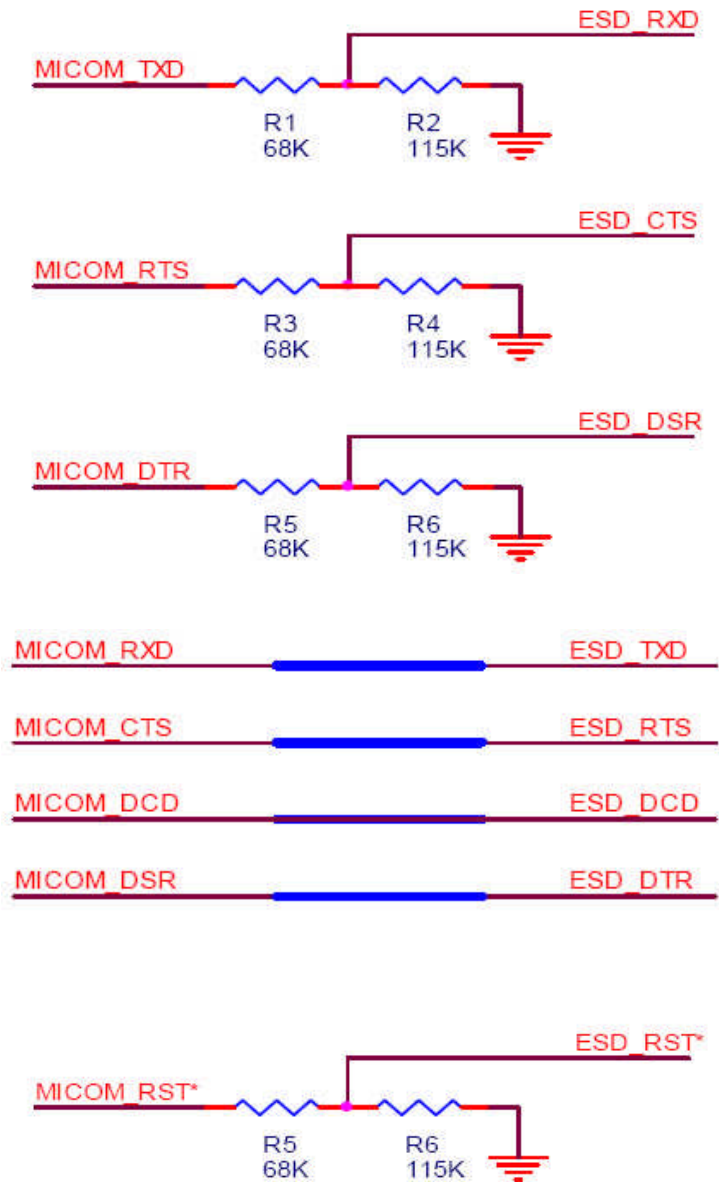 ESD_RXD
MICOM_TXD
R1 R2
68K 115K
ESD_CTS
MICOM_RTS
R3 R4
68K 115K
ESD_DSR
MICOM_DTR
R5 R6
68K 115K
MICOM_RXD ESD_TXD
MICOM_CTS ESD_RTS
MICOM_DCD ESD_DCD
MICOM_DSR ESD_DTR
ESD_RST*
MICOM_RST*
R5 R6
68K 115K